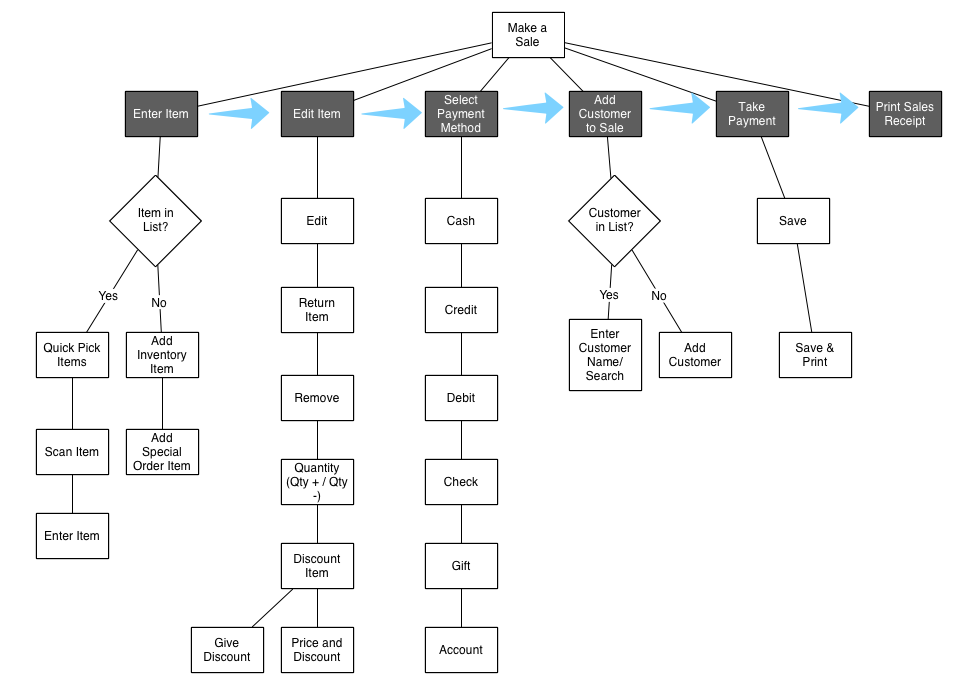 Make a
Sale
Enter Item
Edit Item
Select
Payment
Method
Add
Customer
to Sale
Take
Payment
Print Sales
Receipt
Item in
List?
Yes
No
Quick Pick
Items
Add
Inventory
Item
Scan Item
Add
Special
Order Item
Enter Item
Edit
Return
Item
Remove
Quantity
(Qty + / Qty
-)
Discount
Item
Give
Discount
Price and
Discount
Cash
Credit
Debit
Check
Gift
Account
Customer
in List?
Yes
No
Enter
Customer
Name/
Search
Add
Customer
Save
Save &
Print